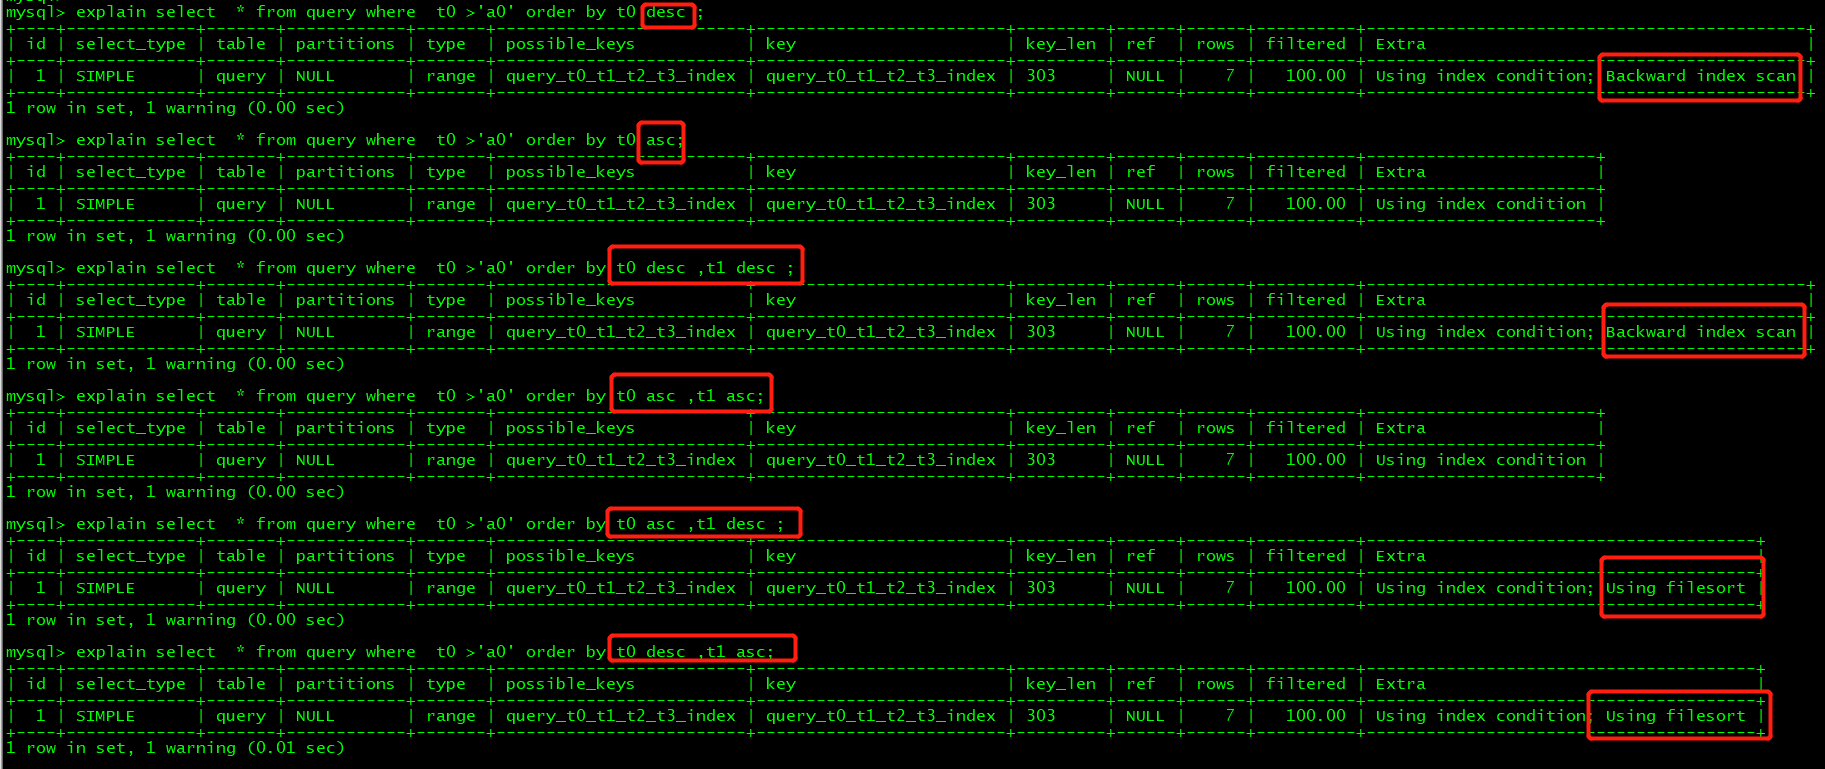 mysql> explain select  * from query where  t0 >'a0' order by t0 desc ;
+----+-------------+-------+------------+-------+-------------------------+-------------------------+---------+------+------+----------+--------------------------------------------+
| id | select_type | table | partitions | type  | possible_keys           | key                     | key_len | ref  | rows | filtered | Extra                                      |
+----+-------------+-------+------------+-------+-------------------------+-------------------------+---------+------+------+----------+--------------------------------------------+
|  1 | SIMPLE      | query | NULL       | range | query_t0_t1_t2_t3_index | query_t0_t1_t2_t3_index | 303     | NULL |    7 |   100.00 | Using index condition; Backward index scan |
+----+-------------+-------+------------+-------+-------------------------+-------------------------+---------+------+------+----------+--------------------------------------------+
1 row in set, 1 warning (0.00 sec)
mysql> explain select  * from query where  t0 >'a0' order by t0 asc;
+----+-------------+-------+------------+-------+-------------------------+-------------------------+---------+------+------+----------+-----------------------+
| id | select_type | table | partitions | type  | possible_keys           | key                     | key_len | ref  | rows | filtered | Extra                 |
+----+-------------+-------+------------+-------+-------------------------+-------------------------+---------+------+------+----------+-----------------------+
|  1 | SIMPLE      | query | NULL       | range | query_t0_t1_t2_t3_index | query_t0_t1_t2_t3_index | 303     | NULL |    7 |   100.00 | Using index condition |
+----+-------------+-------+------------+-------+-------------------------+-------------------------+---------+------+------+----------+-----------------------+
1 row in set, 1 warning (0.00 sec)
mysql> explain select  * from query where  t0 >'a0' order by t0 desc ,t1 desc ;
+----+-------------+-------+------------+-------+-------------------------+-------------------------+---------+------+------+----------+--------------------------------------------+
| id | select_type | table | partitions | type  | possible_keys           | key                     | key_len | ref  | rows | filtered | Extra                                      |
+----+-------------+-------+------------+-------+-------------------------+-------------------------+---------+------+------+----------+--------------------------------------------+
|  1 | SIMPLE      | query | NULL       | range | query_t0_t1_t2_t3_index | query_t0_t1_t2_t3_index | 303     | NULL |    7 |   100.00 | Using index condition; Backward index scan |
+----+-------------+-------+------------+-------+-------------------------+-------------------------+---------+------+------+----------+--------------------------------------------+
1 row in set, 1 warning (0.00 sec)
mysql> explain select  * from query where  t0 >'a0' order by t0 asc ,t1 asc;
+----+-------------+-------+------------+-------+-------------------------+-------------------------+---------+------+------+----------+-----------------------+
| id | select_type | table | partitions | type  | possible_keys           | key                     | key_len | ref  | rows | filtered | Extra                 |
+----+-------------+-------+------------+-------+-------------------------+-------------------------+---------+------+------+----------+-----------------------+
|  1 | SIMPLE      | query | NULL       | range | query_t0_t1_t2_t3_index | query_t0_t1_t2_t3_index | 303     | NULL |    7 |   100.00 | Using index condition |
+----+-------------+-------+------------+-------+-------------------------+-------------------------+---------+------+------+----------+-----------------------+
1 row in set, 1 warning (0.00 sec)
mysql> explain select  * from query where  t0 >'a0' order by t0 asc ,t1 desc ;
+----+-------------+-------+------------+-------+-------------------------+-------------------------+---------+------+------+----------+---------------------------------------+
| id | select_type | table | partitions | type  | possible_keys           | key                     | key_len | ref  | rows | filtered | Extra                                 |
+----+-------------+-------+------------+-------+-------------------------+-------------------------+---------+------+------+----------+---------------------------------------+
|  1 | SIMPLE      | query | NULL       | range | query_t0_t1_t2_t3_index | query_t0_t1_t2_t3_index | 303     | NULL |    7 |   100.00 | Using index condition; Using filesort |
+----+-------------+-------+------------+-------+-------------------------+-------------------------+---------+------+------+----------+---------------------------------------+
1 row in set, 1 warning (0.00 sec)
mysql> explain select  * from query where  t0 >'a0' order by t0 desc ,t1 asc;
+----+-------------+-------+------------+-------+-------------------------+-------------------------+---------+------+------+----------+---------------------------------------+
| id | select_type | table | partitions | type  | possible_keys           | key                     | key_len | ref  | rows | filtered | Extra                                 |
+----+-------------+-------+------------+-------+-------------------------+-------------------------+---------+------+------+----------+---------------------------------------+
|  1 | SIMPLE      | query | NULL       | range | query_t0_t1_t2_t3_index | query_t0_t1_t2_t3_index | 303     | NULL |    7 |   100.00 | Using index condition; Using filesort |
+----+-------------+-------+------------+-------+-------------------------+-------------------------+---------+------+------+----------+---------------------------------------+
1 row in set, 1 warning (0.01 sec)